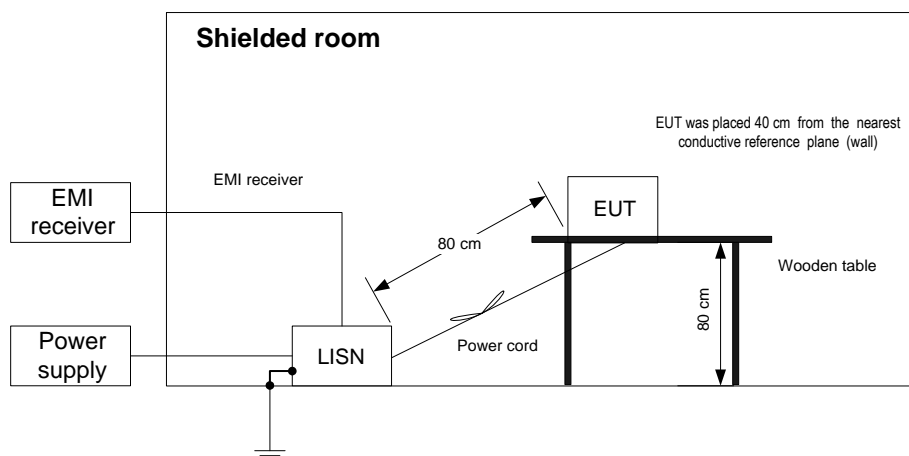 Shielded room
EUT was placed 40 cm from the nearest
conductive reference plane (wall)
EMI receiver
EMI
receiver
EUT
80 cm
Wooden table
80 cm
Power
supply
LISN
Power cord